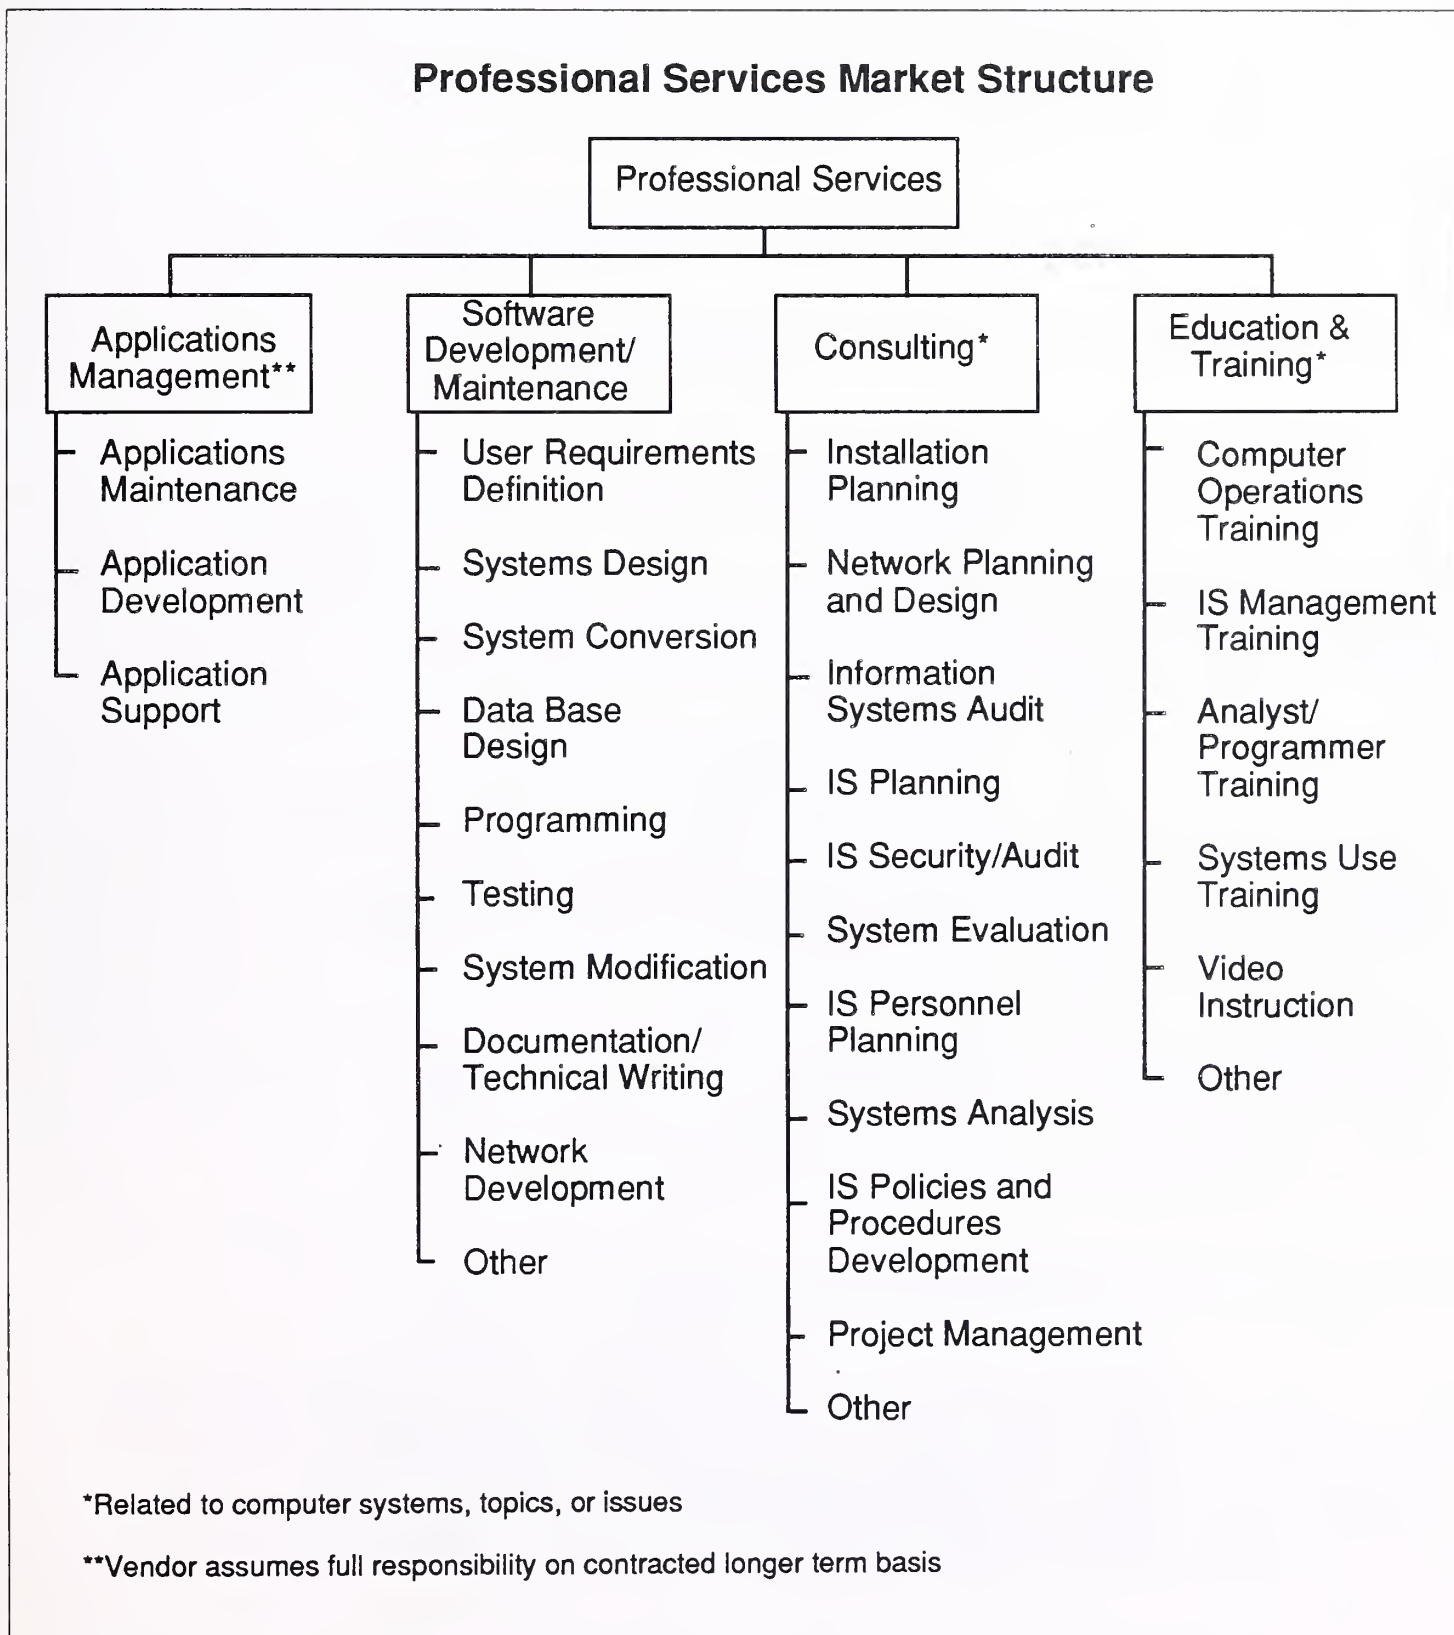 Professional Services Market Structure
Professional Services
Applications
Management**
Applications
Maintenance
Application
Development
Application
Support
Software
Development/
Maintenance
User Requirements
Definition
Systems Design
System Conversion
Data Base
Design
Programming
Testing
System Modification
Documentation/
Technical Writing
Network
Development
Other
Consulting*
Installation
Planning
Network Planning
and Design
Information
Systems Audit
IS Planning
IS Security/Audit
System Evaluation
IS Personnel
Planning
Systems Analysis
IS Policies and
Procedures
Development
Project Management
Other
Education &
Training*
Computer
Operations
Training
IS Management
Training
Analyst/
Programmer
Training
Systems Use
Training
Video
Instruction
Other
*Related to computer systems, topics, or issues
**Vendor assumes full responsibility on contracted longer term basis